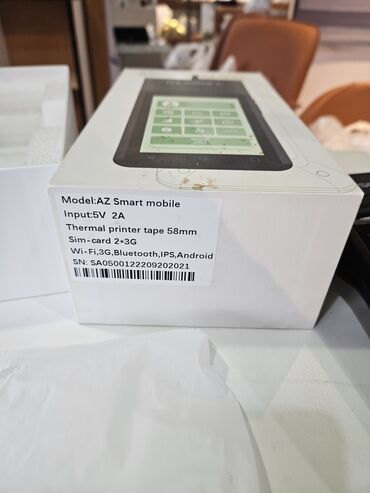 Model:AZ Smart mobile
Input:5V 2A
Thermal printer tape 58mm
Sim-card 2*3G
Wi-Fi,3G,Bluetooth,IPS,Android
SN: SA0500122209202021